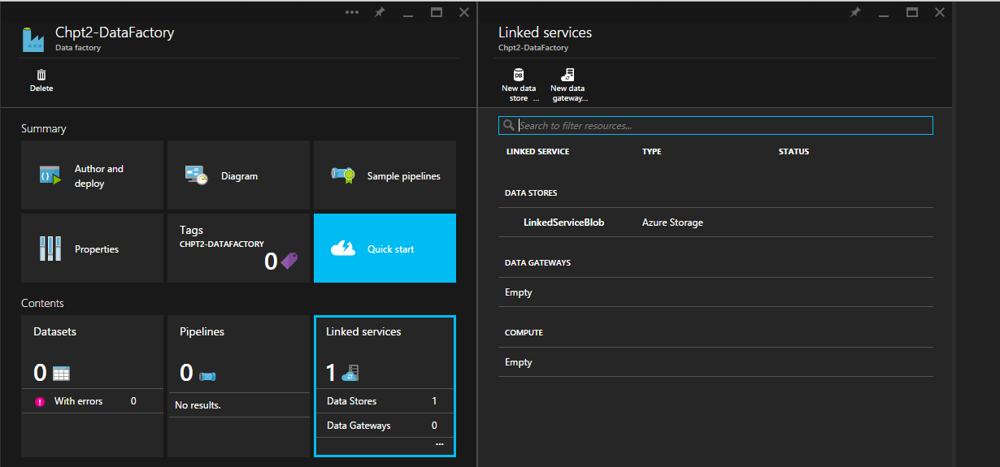 Chpt2-DataFactory
Data factory
Delete
Summary
Author and
deploy
Diagram
Sample pipelines
Properties
Tags
CHPT2-DATAFACTORY
0
Quick start
Contents
Datasets
0
With errors 0
Pipelines
0
No results.
Linked services
1
Data Stores 1
Data Gateways 0
...
Linked services
Chpt2-DataFactory
DB
New data
store ...
New data
gateway...
Search to filter resources...
LINKED SERVICE TYPE STATUS
DATA STORES
LinkedServiceBlob Azure Storage
DATA GATEWAYS
Empty
COMPUTE
Empty